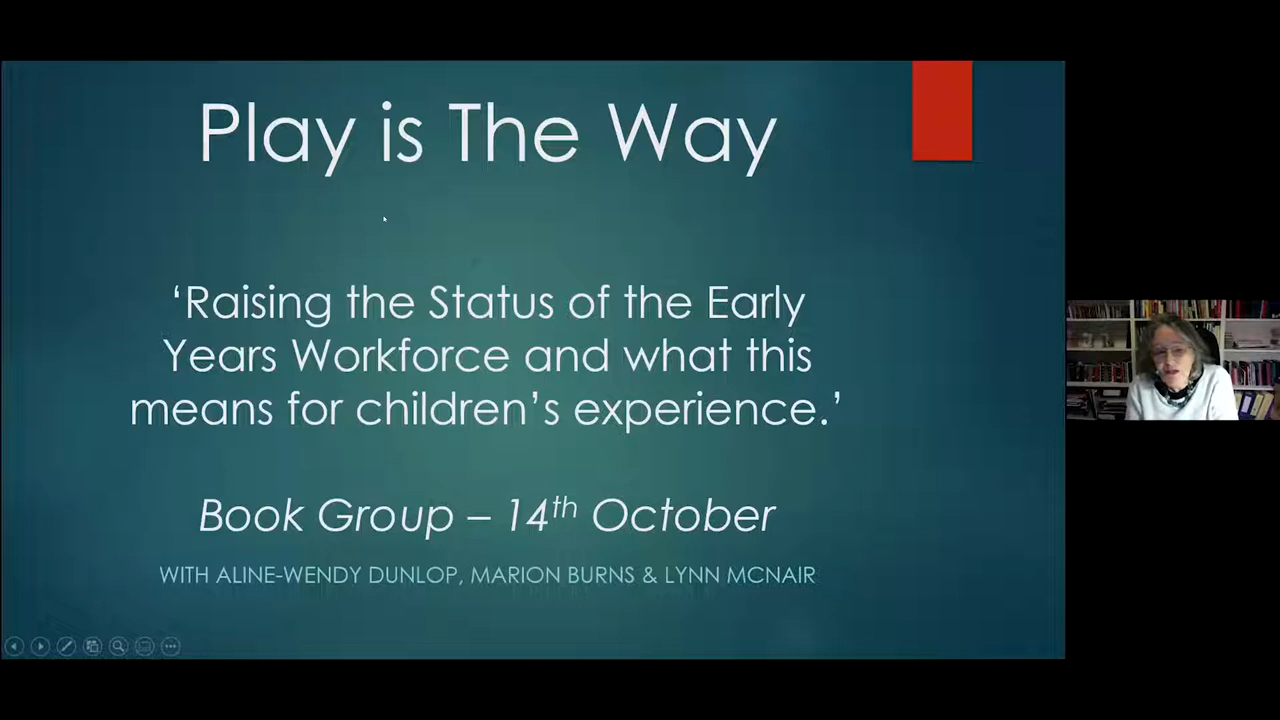 Play is The Way
‘Raising the Status of the Early
Years Workforce and what this
means for children’s experience.’
Book Group – 14th October
WITH ALINE-WENDY DUNLOP, MARION BURNS & LYNN MCNAIR